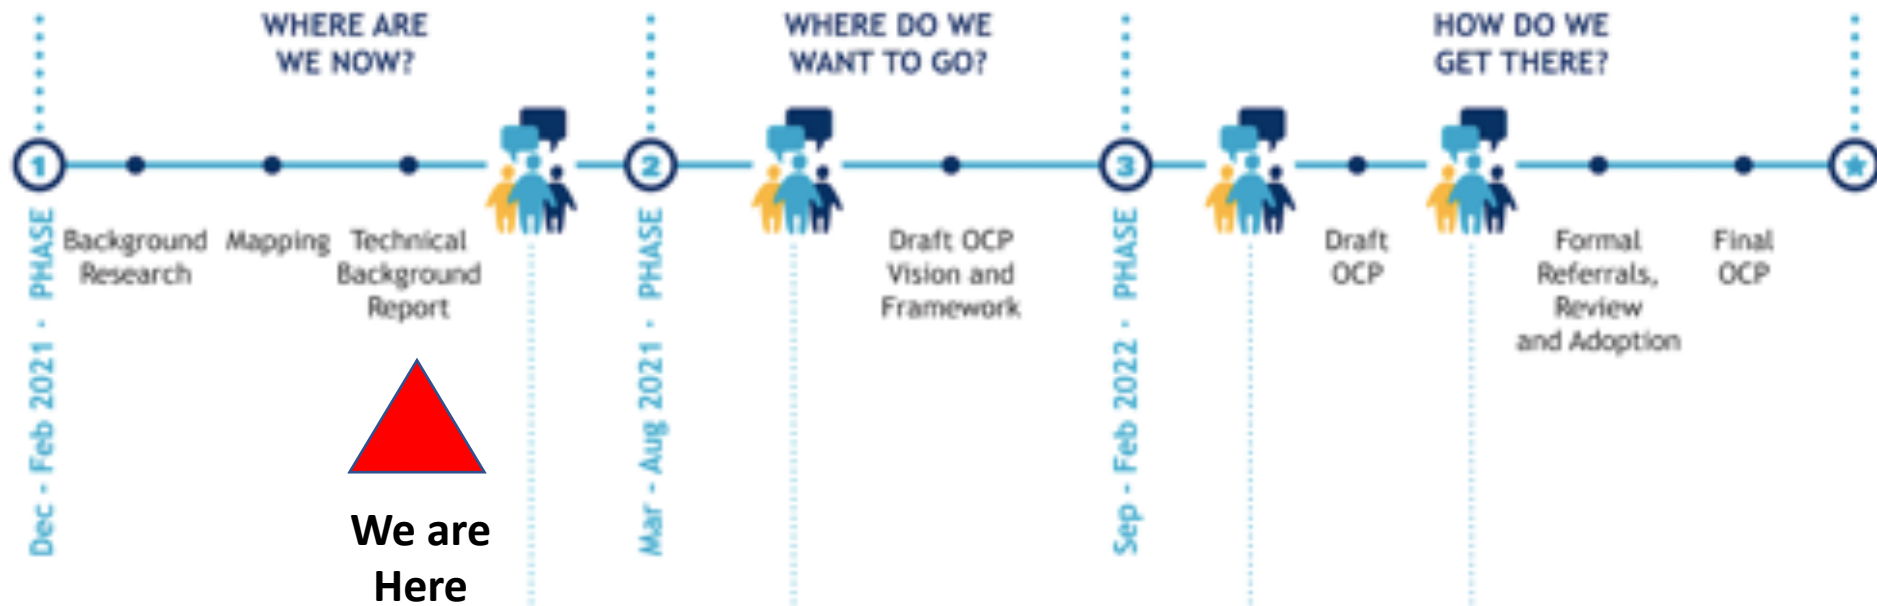 WHERE ARE
WE NOW?
WHERE DO WE
WANT TO GO?
HOW DO WE
GET THERE?
1
2
3
Dec - Feb 2021 · PHASE
Background
Research
Mapping
Technical
Background
Report
Mar - Aug 2021 · PHASE
Draft OCP
Vision and
Framework
Sep - Feb 2022 · PHASE
Draft
OCP
Formal
Referrals,
Review
and Adoption
Final
OCP
We are
Here